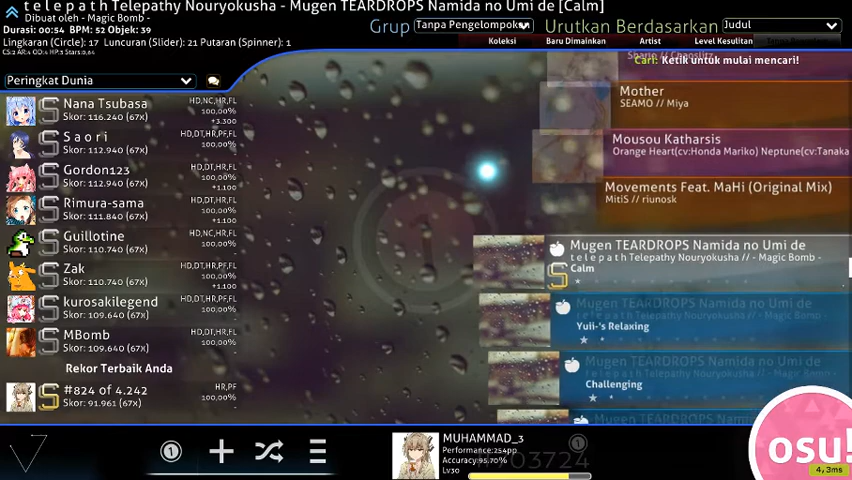 t e l e p a t h Telepathy Nouryokusha - Mugen TEARDROPS Namida no Umi de [Calm]
Dibuat oleh - Magic Bomb -
Durasi: 00:54 BPM: 52 Objek: 39
Lingkaran (Circle): 17 Luncuran (Slider): 21 Putaran (Spinner): 1
Grup Tanpa Pengelompokan
Urutkan Berdasarkan Judul
Koleksi Baru Dimainkan Artist Level Kesulitan
Cari: Ketik untuk mulai mencari!
Peringkat Dunia
Nana Tsubasa
Skor: 116.240 (67x)
HD,NC,HR,FL
100,00%
+3.300
S a o r i
Skor: 112.940 (67x)
HD,DT,HR,PF,FL
100,00%
Gordon123
Skor: 112.940 (67x)
HD,DT,HR,FL
100,00%
+1.100
Rimura-sama
Skor: 111.840 (67x)
HD,DT,HR,FL
100,00%
+1.100
Guillotine
Skor: 110.740 (67x)
HD,DT,HR,FL
100,00%
Zak
Skor: 110.740 (67x)
HD,DT,HR,PF,FL
100,00%
+1.100
kurosakilegend
Skor: 109.640 (67x)
HD,DT,HR,PF,FL
100,00%
MBomb
Skor: 109.640 (67x)
HD,DT,HR,FL
100,00%
Rekor Terbaik Anda
#824 of 4.242
Skor: 91.961 (67x)
HR,PF
100,00%
Mother
SEAMO // Miya
Mousou Katharsis
Orange Heart(cv:Honda Mariko) Neptune(cv:Tanaka
Movements Feat. MaHi (Original Mix)
MitiS // riunosk
Mugen TEARDROPS Namida no Umi de
t e l e p a t h Telepathy Nouryokusha // - Magic Bomb -
Calm
Mugen TEARDROPS Namida no Umi de
t e l e p a t h Telepathy Nouryokusha // - Magic Bomb -
Yuii-'s Relaxing
Mugen TEARDROPS Namida no Umi de
t e l e p a t h Telepathy Nouryokusha // - Magic Bomb -
Challenging
Mugen TEARDROPS Namida no Umi de
MUHAMMAD_3
Performance:254pp
Accuracy:95.70%
Lv30
osu!
4,3ms